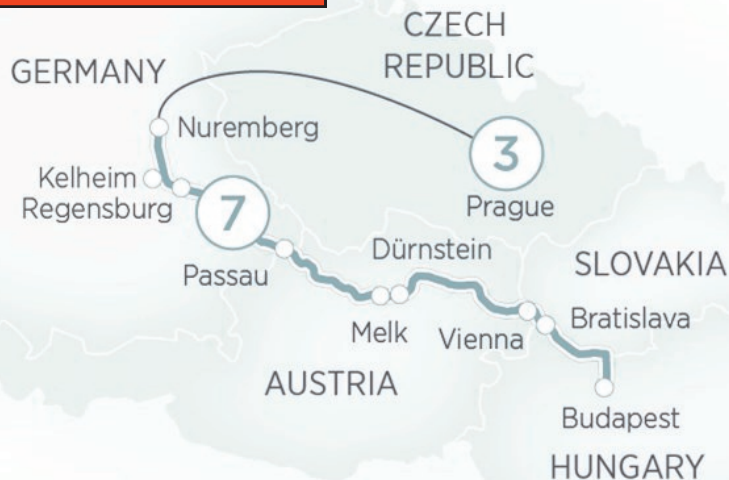 CZECH
REPUBLIC
GERMANY
Nuremberg
3
Prague
Kelheim
Regensburg
7
Passau
Dürnstein
SLOVAKIA
Melk
Vienna
Bratislava
AUSTRIA
Budapest
HUNGARY